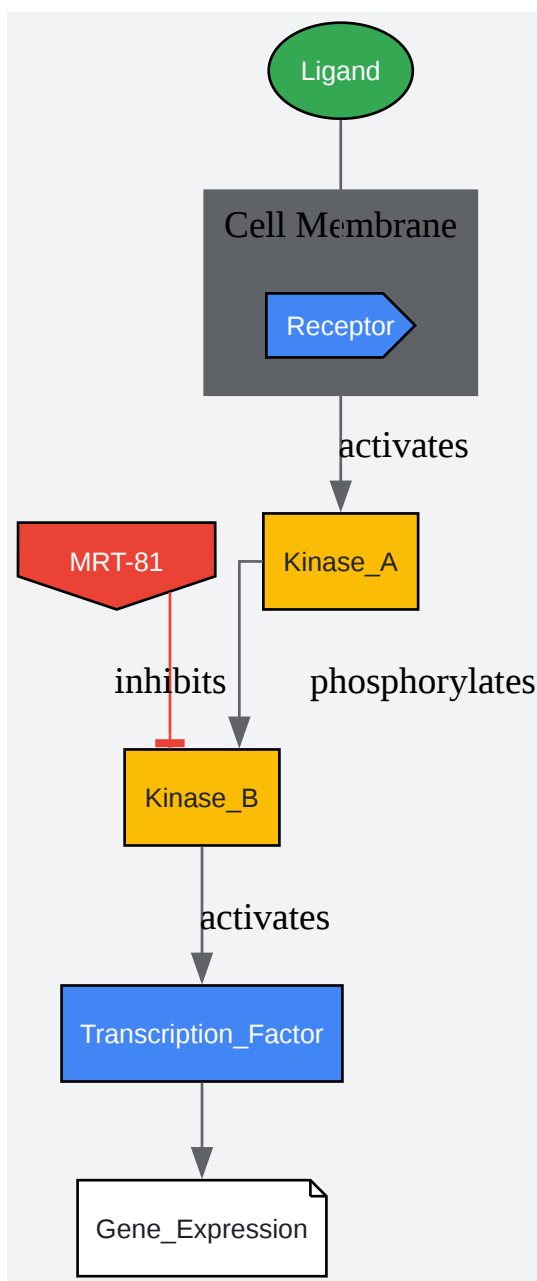 Ligand
Cell Membrane
Receptor
activates
MRT-81
Kinase_A
inhibits
phosphorylates
Kinase_B
activates
Transcription_Factor
Gene_Expression